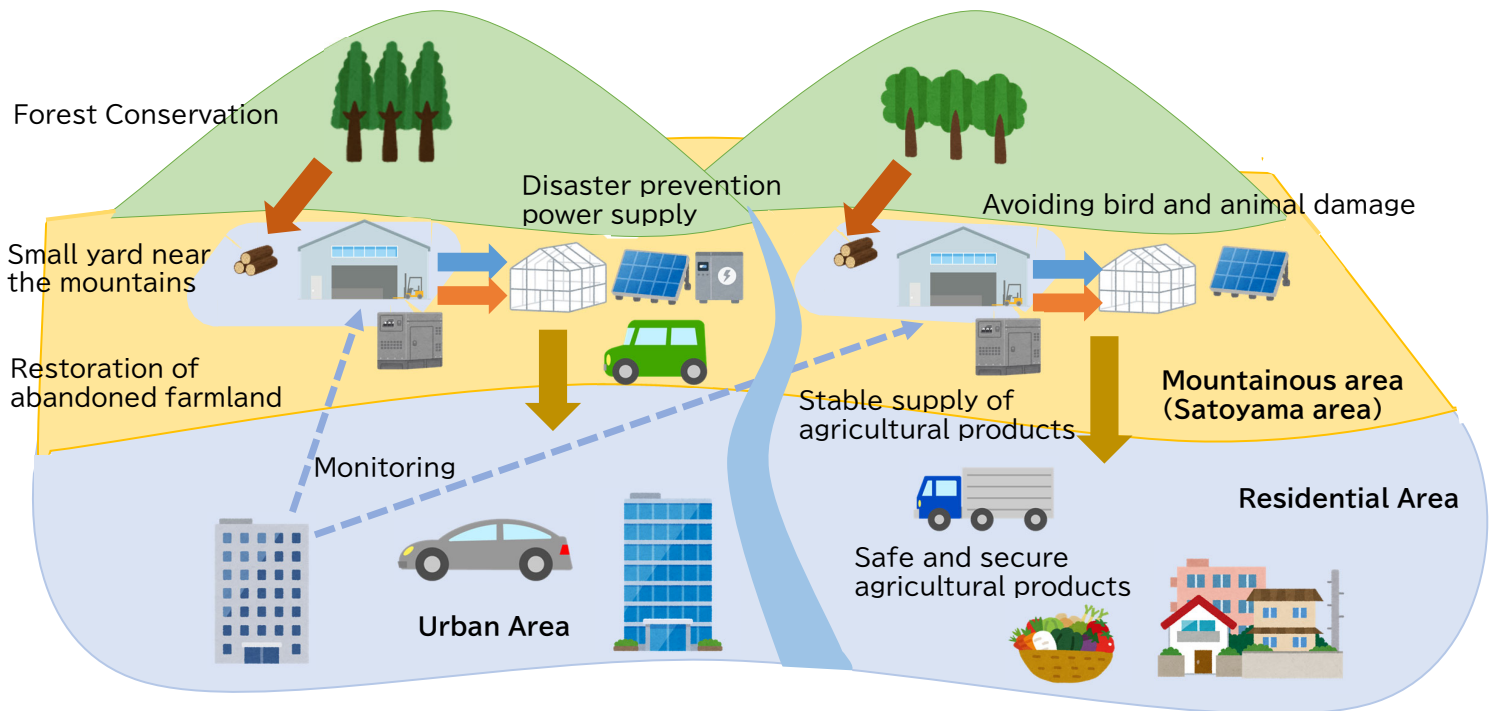 Forest Conservation
Disaster prevention
power supply
Avoiding bird and animal damage
Small yard near
the mountains
Restoration of
abandoned farmland
Mountainous area
(Satoyama area)
Stable supply of
agricultural products
Monitoring
Residential Area
Safe and secure
agricultural products
Urban Area